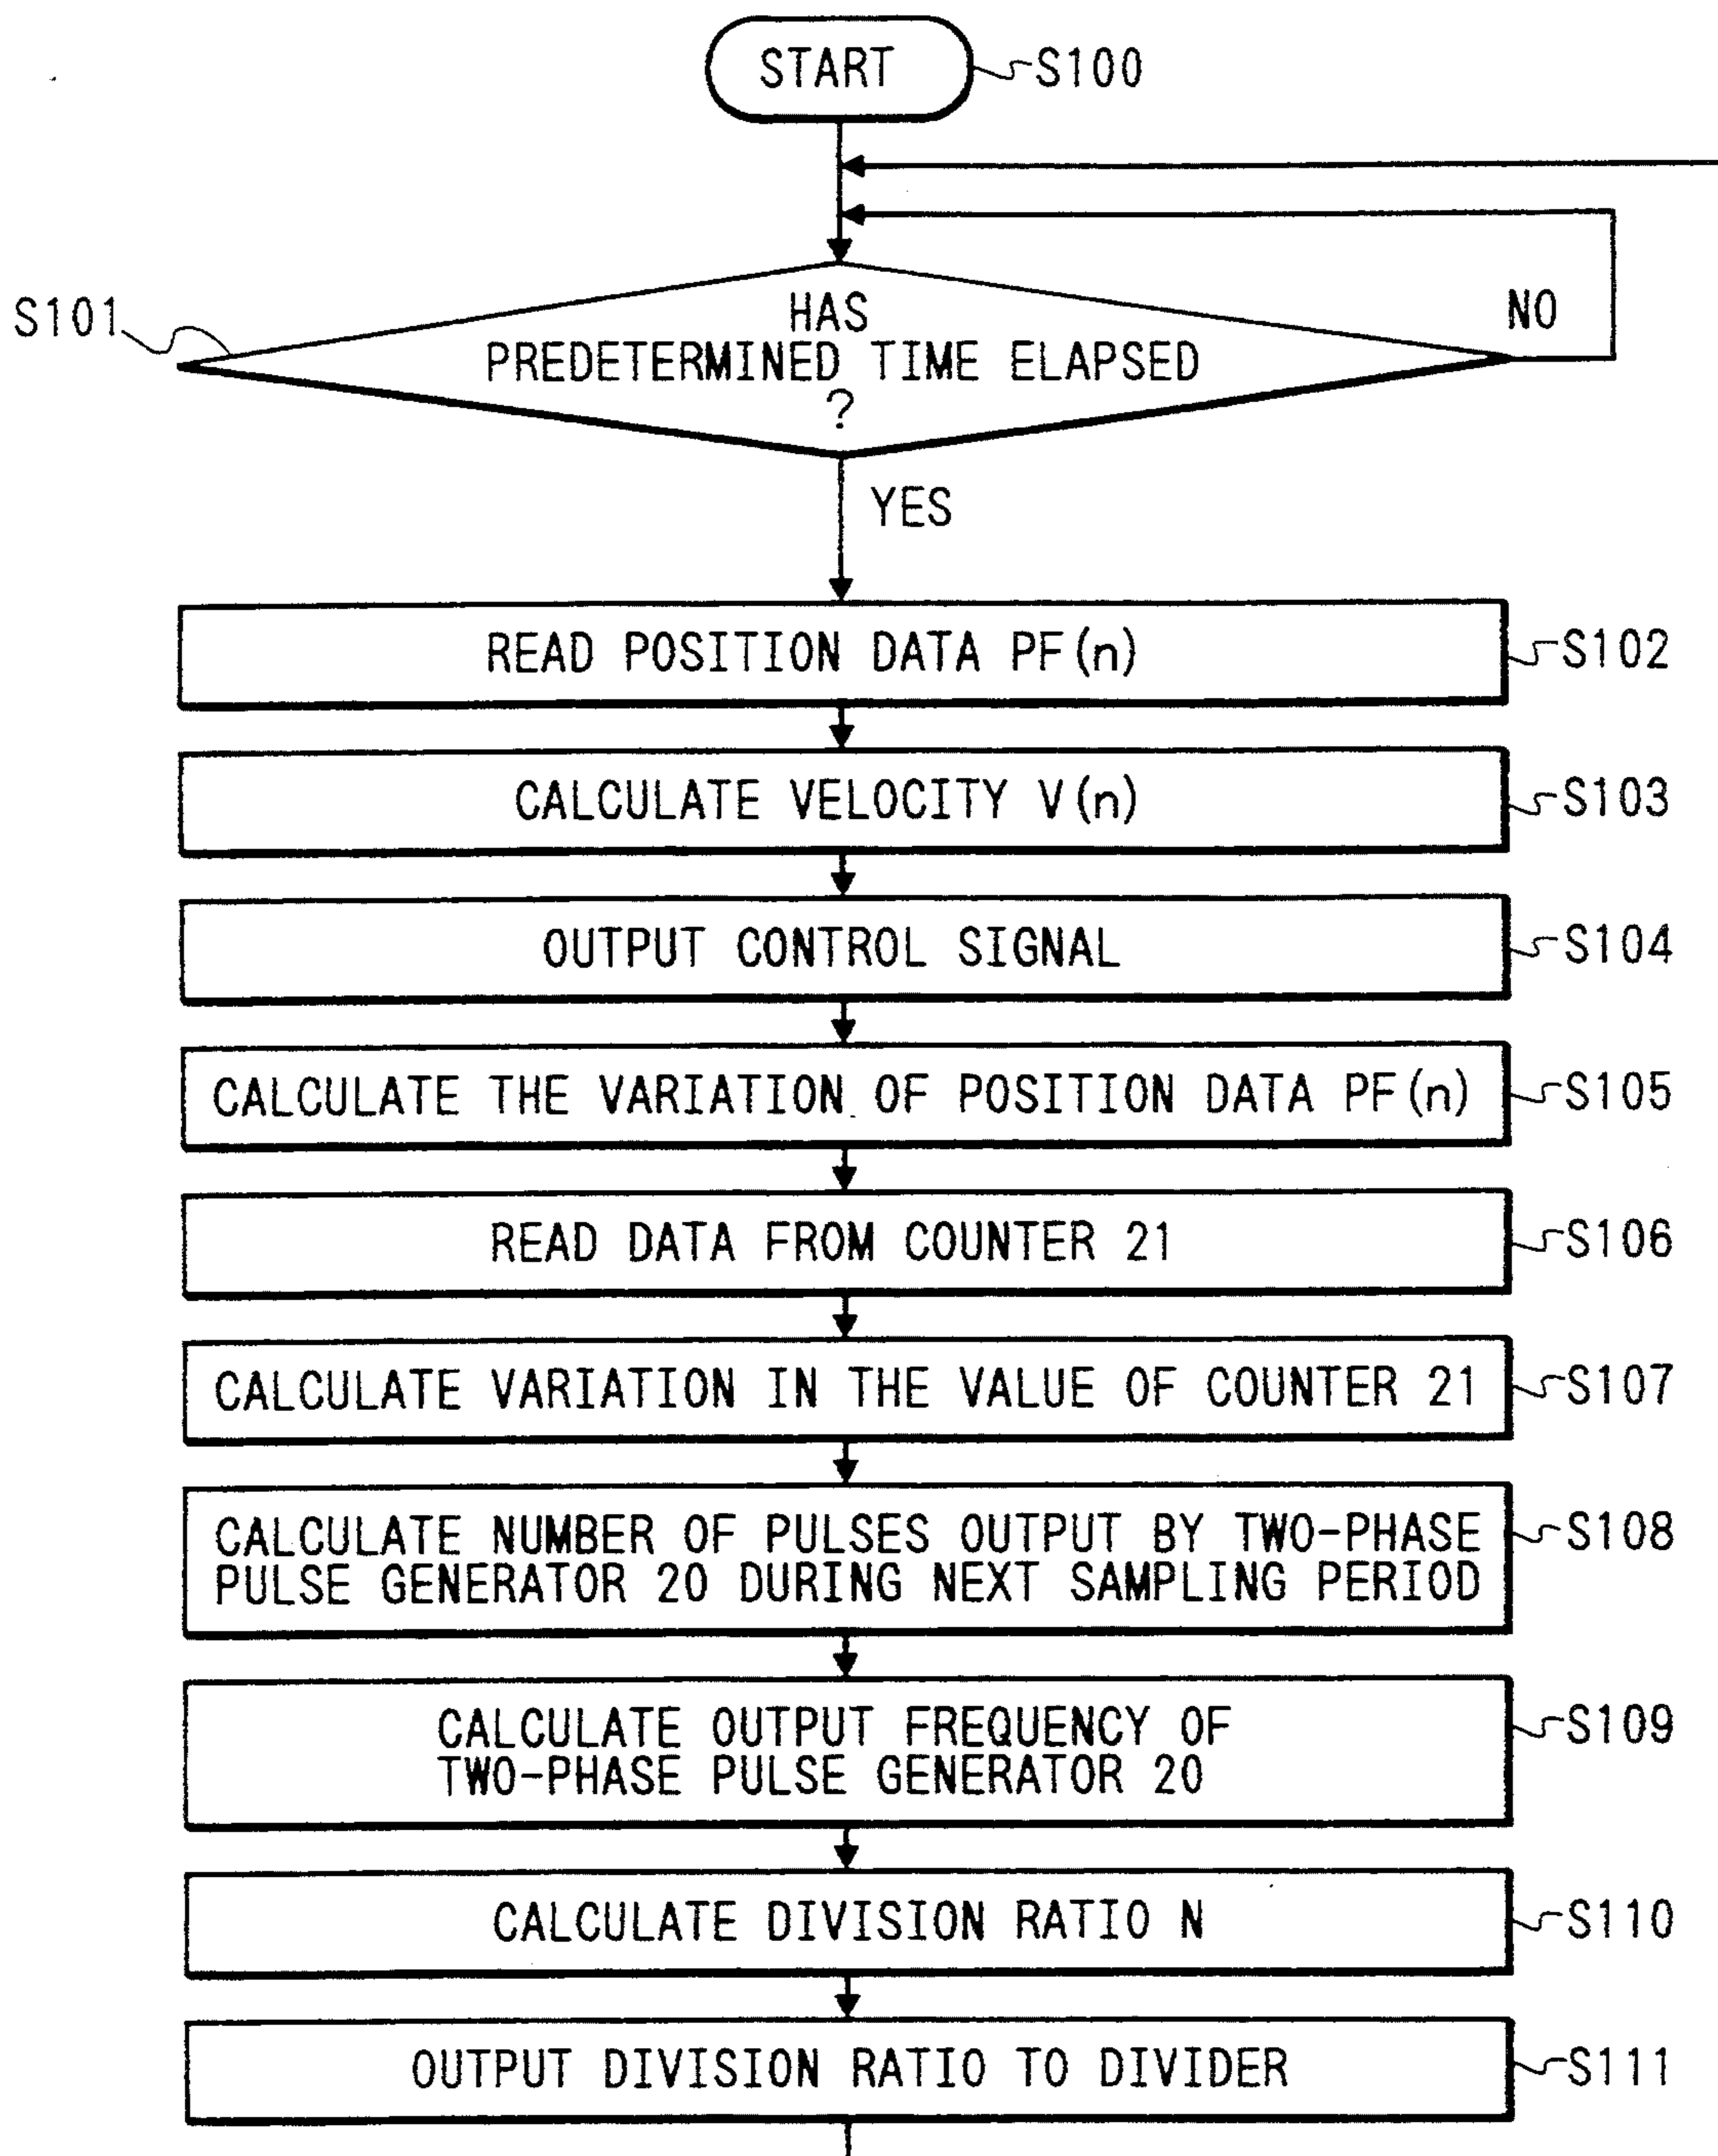 START
S100
S101
HAS
PREDETERMINED TIME ELAPSED
?
NO
YES
READ POSITION DATA PF(n)
S102
CALCULATE VELOCITY V(n)
S103
OUTPUT CONTROL SIGNAL
S104
CALCULATE THE VARIATION OF POSITION DATA PF(n)
S105
READ DATA FROM COUNTER 21
S106
CALCULATE VARIATION IN THE VALUE OF COUNTER 21
S107
CALCULATE NUMBER OF PULSES OUTPUT BY TWO-PHASE
PULSE GENERATOR 20 DURING NEXT SAMPLING PERIOD
S108
CALCULATE OUTPUT FREQUENCY OF
TWO-PHASE PULSE GENERATOR 20
S109
CALCULATE DIVISION RATIO N
S110
OUTPUT DIVISION RATIO TO DIVIDER
S111